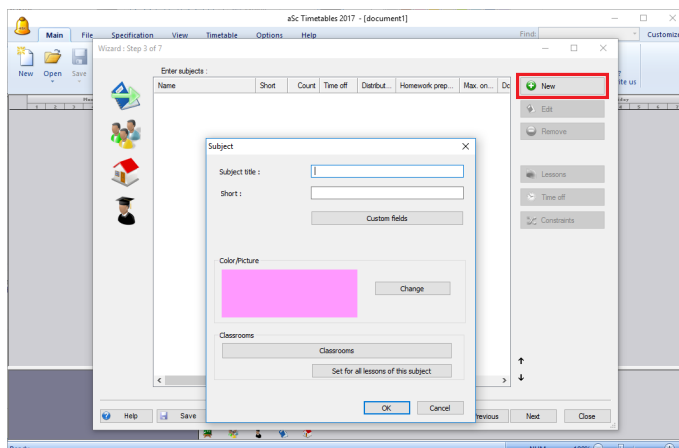 aSc Timetables 2017 - [document1]
Main File Specification View Timetable Options Help Find: Customize
Wizard : Step 3 of 7
New Open Save
Enter subjects :
Name Short Count Time off Distribut... Homework prep... Max. on... Do
New
Edit
Remove
Lessons
Time off
Constraints
Subject
Subject title :
Short :
Custom fields
Color/Picture
Change
Classrooms
Classrooms
Set for all lessons of this subject
OK Cancel
Help Save revious Next Close